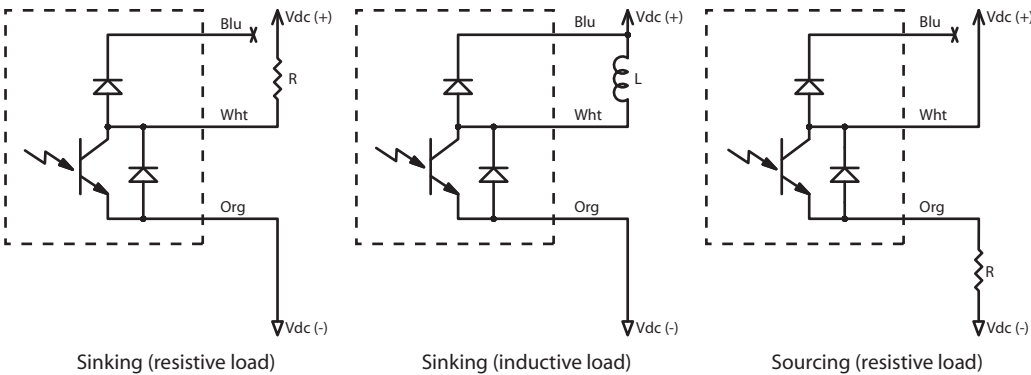 Blu
Vdc (+)
R
Wht
Org
Vdc (-)
Sinking (resistive load)
Blu
Vdc (+)
L
Wht
Org
Vdc (-)
Sinking (inductive load)
Blu
Vdc (+)
Wht
Org
R
Vdc (-)
Sourcing (resistive load)